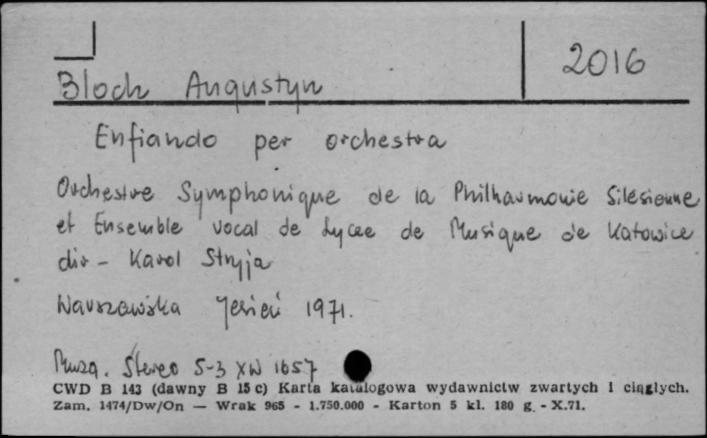 2016
Bloch Augustyn
Enfiando per orchestra
Orchestre Symphonique de la Philharmonie Silesienne
et Ensemble vocal de Lycee de Musique de Katowice
dir - Karol Stryja
Warszawska Jesień 1971.
Muza. Stereo S-3 XW 1657
CWD B 143 (dawny B 15 c) Karta katalogowa wydawnictw zwartych i ciągłych.
Zam. 1474/Dw/On — Wrak 965 - 1.750.000 - Karton 5 kl. 180 g. - X.71.